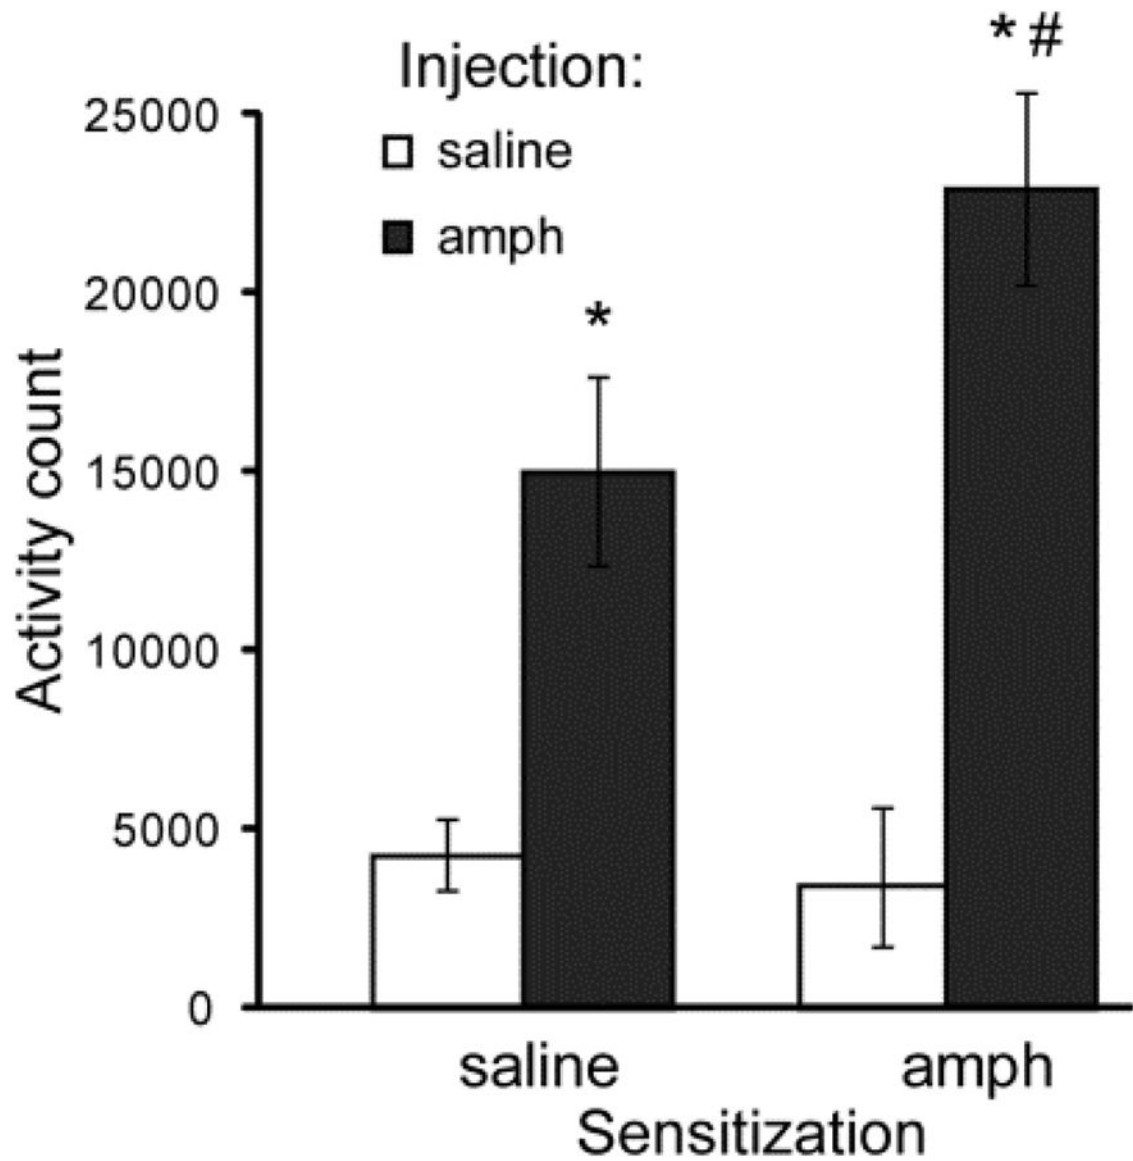 * #
Injection:
saline
amph
*
25000
20000
15000
10000
5000
0
Activity count
saline
amph
Sensitization